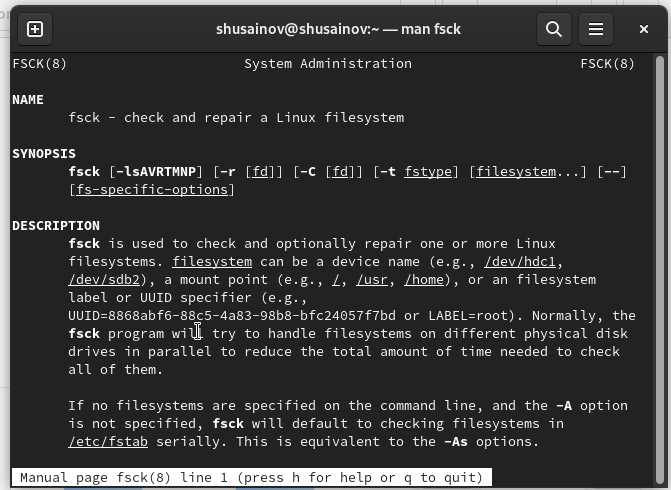 shusainov@shusainov:~ — man fsck
FSCK(8) System Administration FSCK(8)
NAME
fsck - check and repair a Linux filesystem
SYNOPSIS
fsck [-lsAVRTMNP] [-r [fd]] [-C [fd]] [-t fstype] [filesystem...] [--]
[fs-specific-options]
DESCRIPTION
fsck is used to check and optionally repair one or more Linux
filesystems. filesystem can be a device name (e.g., /dev/hdc1,
/dev/sdb2), a mount point (e.g., /, /usr, /home), or an filesystem
label or UUID specifier (e.g.,
UUID=8868abf6-88c5-4a83-98b8-bfc24057f7bd or LABEL=root). Normally, the
fsck program will try to handle filesystems on different physical disk
drives in parallel to reduce the total amount of time needed to check
all of them.
If no filesystems are specified on the command line, and the -A option
is not specified, fsck will default to checking filesystems in
/etc/fstab serially. This is equivalent to the -As options.
Manual page fsck(8) line 1 (press h for help or q to quit)